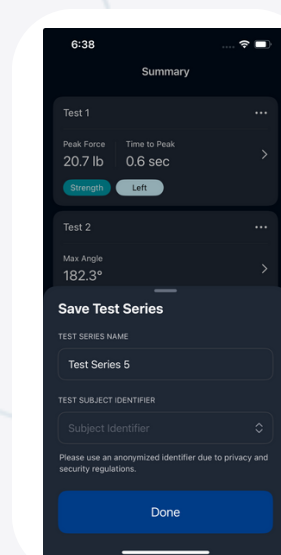 6:38
Summary
Test 1
Peak Force Time to Peak
20.7 lb 0.6 sec
Strength Left
Test 2
Max Angle
182.3°
Save Test Series
TEST SERIES NAME
Test Series 5
TEST SUBJECT IDENTIFIER
Subject Identifier
Please use an anonymized identifier due to privacy and
security regulations.
Done